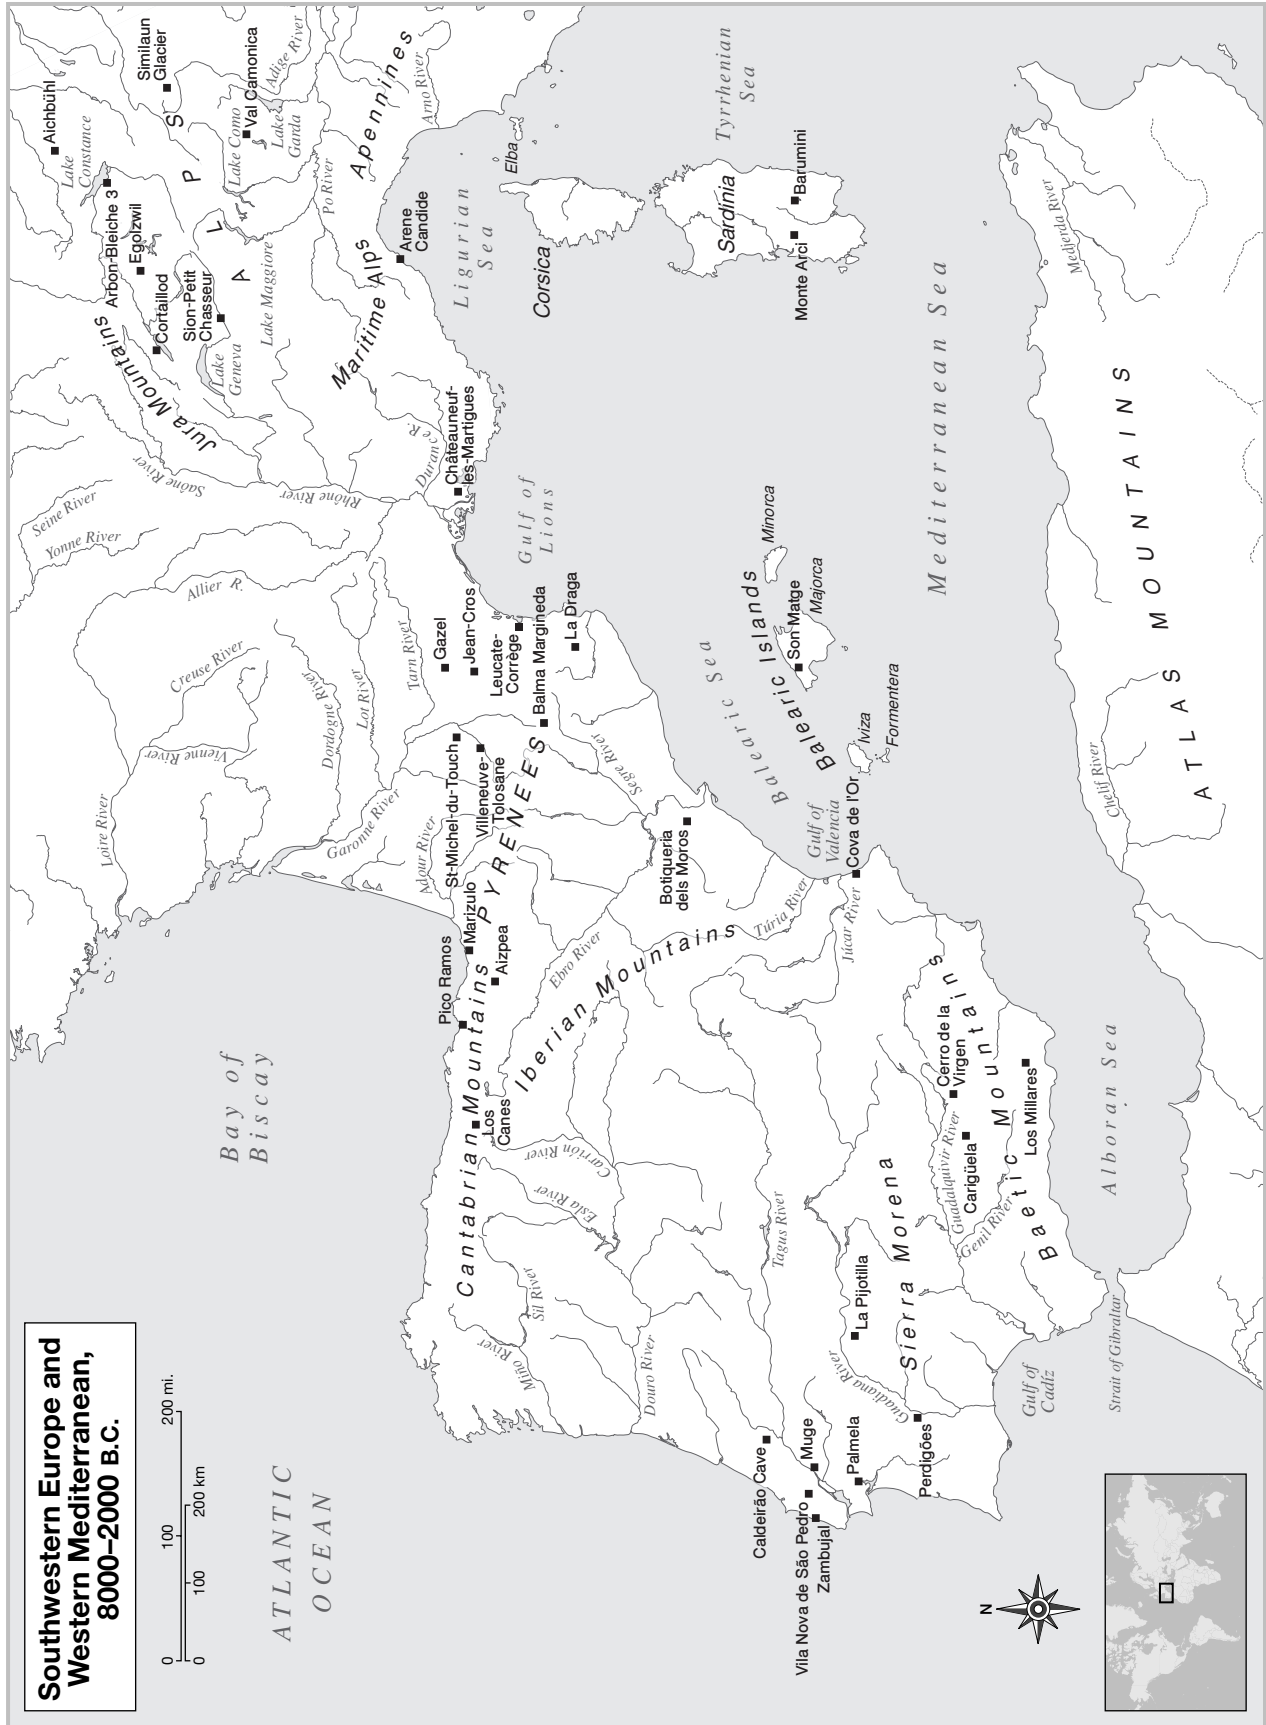 Southwestern Europe and
Western Mediterranean,
8000–2000 B.C.
0
100
200 mi.
0
100
200 km
ATLANTIC
OCEAN
Bay of
Biscay
Loire River
Vienne River
Creuse River
Allier R.
Yonne River
Seine River
Saône River
Rhône River
Jura Mountains
Cortaillod
Sion-Petit
Chasseur
Egolzwil
Arbon-Bleiche 3
Lake
Constance
Aichbühl
Similaun
Glacier
Val Camonica
Adige River
Lake Como
Lake
Garda
Lake Maggiore
Lake
Geneva
ALPS
Po River
Apennines
Arno River
Maritime Alps
Arene
Candide
Ligurian
Sea
Elba
Corsica
Tyrrhenian
Sea
Sardinia
Barumini
Monte Arci
Durance R.
Châteauneuf-
les-Martigues
Gulf of
Lions
Dordogne River
Lot River
Tarn River
Garonne River
Adour River
Gazel
Jean-Cros
Leucate-
Corrège
Balma Margineda
La Draga
St-Michel-du-Touch
Villeneuve-
Tolosane
PYRENEES
Marizulo
Aizpea
Pico Ramos
Cantabrian Mountains
Los
Canes
Carrión River
Esla River
Sil River
Miño River
Douro River
Ebro River
Segre River
Iberian Mountains
Botiqueria
dels Moros
Túria River
Júcar River
Cova de l'Or
Gulf of
Valencia
Balearic Sea
Balearic Islands
Minorca
Majorca
Son Matge
Iviza
Formentera
Mediterranean Sea
Tagus River
Caldeirão Cave
Muge
Vila Nova de São Pedro
Zambujal
Palmela
Perdigões
Guadiana River
La Pijotilla
Sierra Morena
Guadalquivir River
Genil River
Cerro de la
Virgen
Carigüela
Los Millares
Baetic Mountains
Gulf of
Cadíz
Strait of Gibraltar
Alboran Sea
Chelif River
ATLAS MOUNTAINS
Medjerda River
N